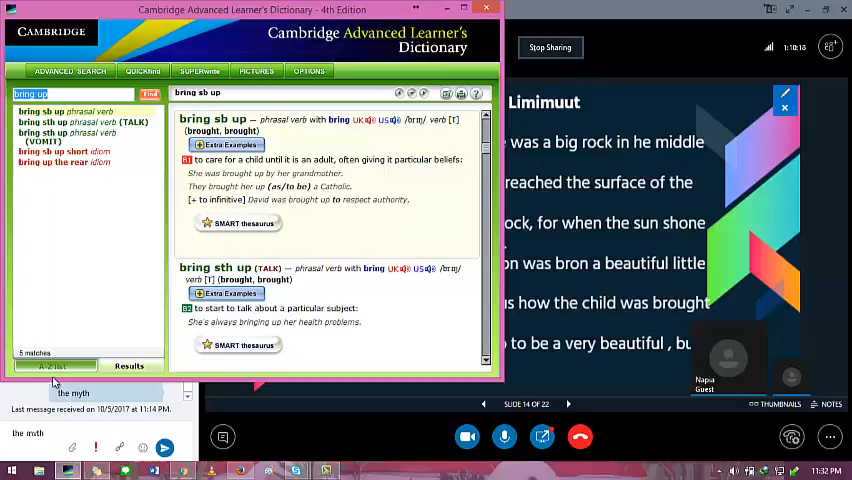 Cambridge Advanced Learner's Dictionary - 4th Edition
CAMBRIDGE
Cambridge Advanced Learner's
Dictionary
ADVANCED SEARCH
QUICKfind
SUPERwrite
PICTURES
OPTIONS
bring up
Find
bring sb up phrasal verb
bring sth up phrasal verb (TALK)
bring sth up phrasal verb
(VOMIT)
bring sb up short idiom
bring up the rear idiom
5 matches
A-Z list
Results
bring sb up
bring sb up — phrasal verb with bring UK US /brɪŋ/ verb [T]
(brought, brought)
Extra Examples
B1 to care for a child until it is an adult, often giving it particular beliefs:
She was brought up by her grandmother.
They brought her up (as/to be) a Catholic.
[+ to infinitive] David was brought up to respect authority.
SMART thesaurus
bring sth up (TALK) — phrasal verb with bring UK US /brɪŋ/
verb [T] (brought, brought)
Extra Examples
B2 to start to talk about a particular subject:
She's always bringing up her health problems.
SMART thesaurus
the myth
Last message received on 10/5/2017 at 11:14 PM.
the myth
Stop Sharing
1:10:18
Limimuut
was a big rock in he middle
reached the surface of the
ock, for when the sun shone
on was bron a beautiful little
s how the child was brought
to be a very beautiful , bu
Napia
Guest
SLIDE 14 OF 22
THUMBNAILS
NOTES
11:32 PM